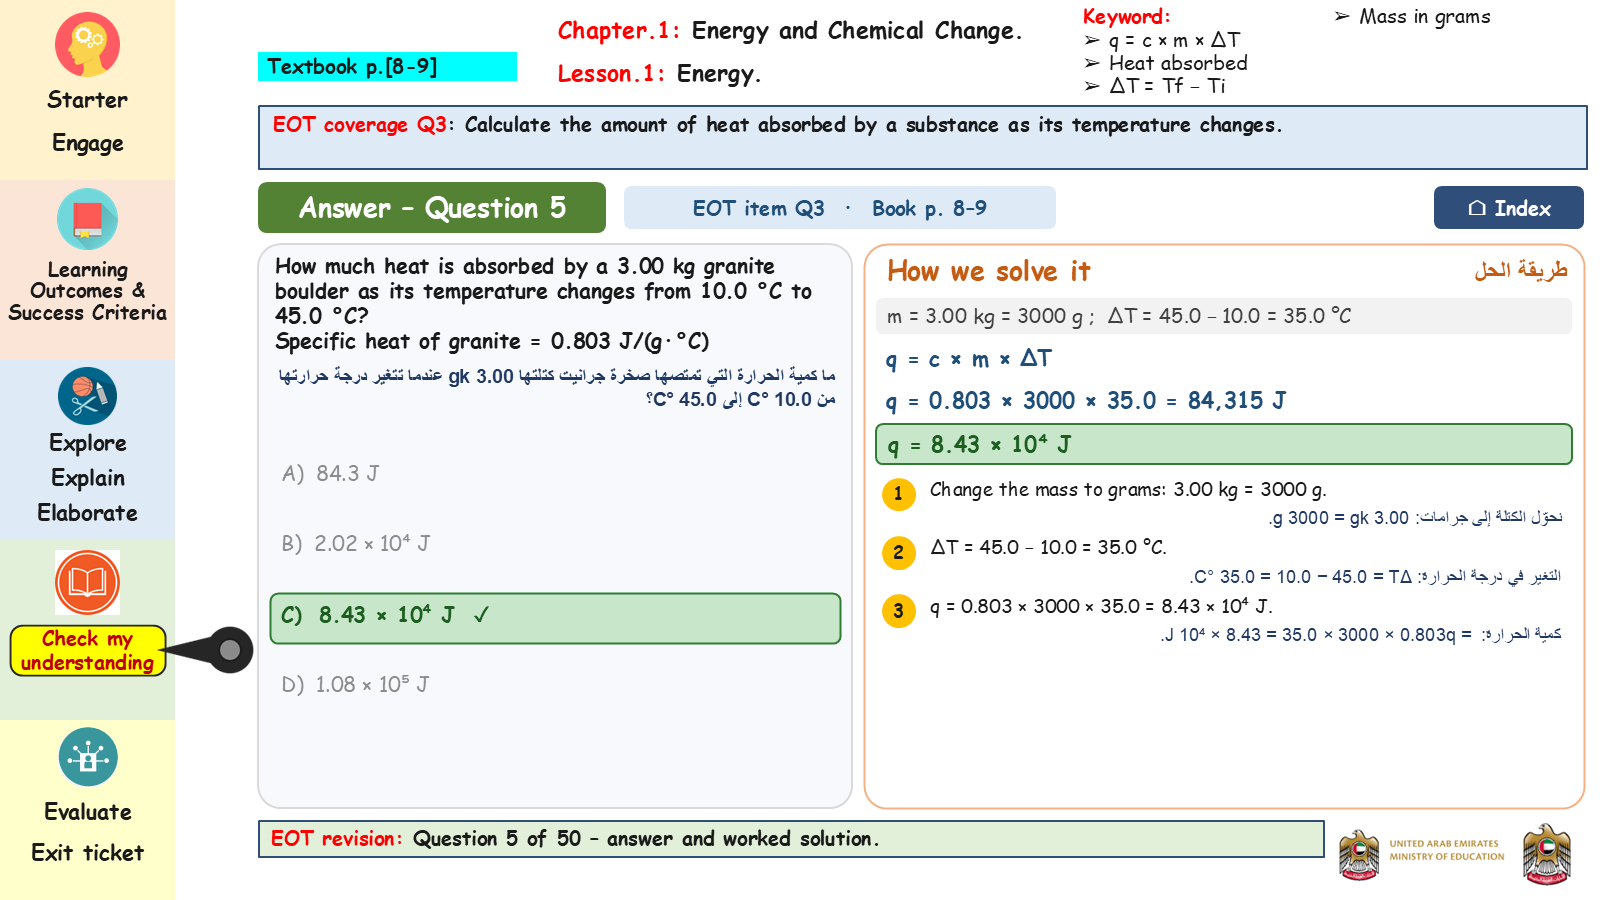 Starter
Engage
Learning
Outcomes &
Success Criteria
Explore
Explain
Elaborate
Check my
understanding
Evaluate
Exit ticket
Textbook p.[8-9]
Chapter.1: Energy and Chemical Change.
Lesson.1: Energy.
Keyword:
➢ q = c × m × ΔT
➢ Heat absorbed
➢ ΔT = Tf – Ti
➢ Mass in grams
EOT coverage Q3: Calculate the amount of heat absorbed by a substance as its temperature changes.
Answer – Question 5
EOT item Q3 · Book p. 8–9
⌂ Index
How much heat is absorbed by a 3.00 kg granite
boulder as its temperature changes from 10.0 °C to
45.0 °C?
Specific heat of granite = 0.803 J/(g·°C)
ما كمية الحرارة التي تمتصها صخرة جرانيت كتلتها 3.00 gk عندما تتغير درجة حرارتها
من 10.0 °C إلى 45.0 °C؟
A) 84.3 J
B) 2.02 × 10⁴ J
C) 8.43 × 10⁴ J ✓
D) 1.08 × 10⁵ J
How we solve it
طريقة الحل
m = 3.00 kg = 3000 g ; ΔT = 45.0 – 10.0 = 35.0 °C
q = c × m × ΔT
q = 0.803 × 3000 × 35.0 = 84,315 J
q = 8.43 × 10⁴ J
1 Change the mass to grams: 3.00 kg = 3000 g.
نحوّل الكتلة إلى جرامات: 3.00 gk = 3000 g.
2 ΔT = 45.0 – 10.0 = 35.0 °C.
التغير في درجة الحرارة: TΔ = 45.0 − 10.0 = 35.0 °C.
3 q = 0.803 × 3000 × 35.0 = 8.43 × 10⁴ J.
كمية الحرارة: = 0.803q × 3000 × 35.0 = 8.43 × 10⁴ J.
EOT revision: Question 5 of 50 – answer and worked solution.
UNITED ARAB EMIRATES
MINISTRY OF EDUCATION